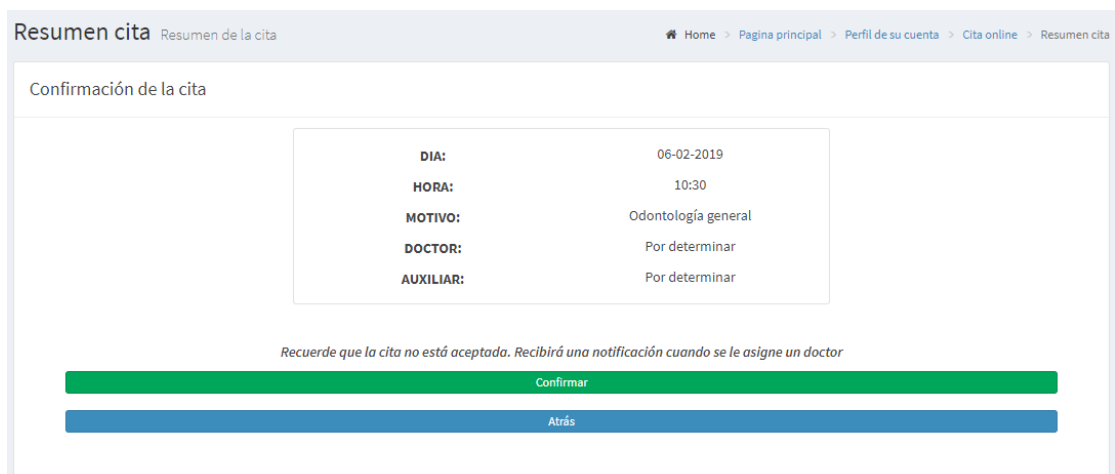 Resumen cita Resumen de la cita
Home > Pagina principal > Perfil de su cuenta > Cita online > Resumen cita
Confirmación de la cita
DIA: 06-02-2019
HORA: 10:30
MOTIVO: Odontología general
DOCTOR: Por determinar
AUXILIAR: Por determinar
Recuerde que la cita no está aceptada. Recibirá una notificación cuando se le asigne un doctor
Confirmar
Atrás